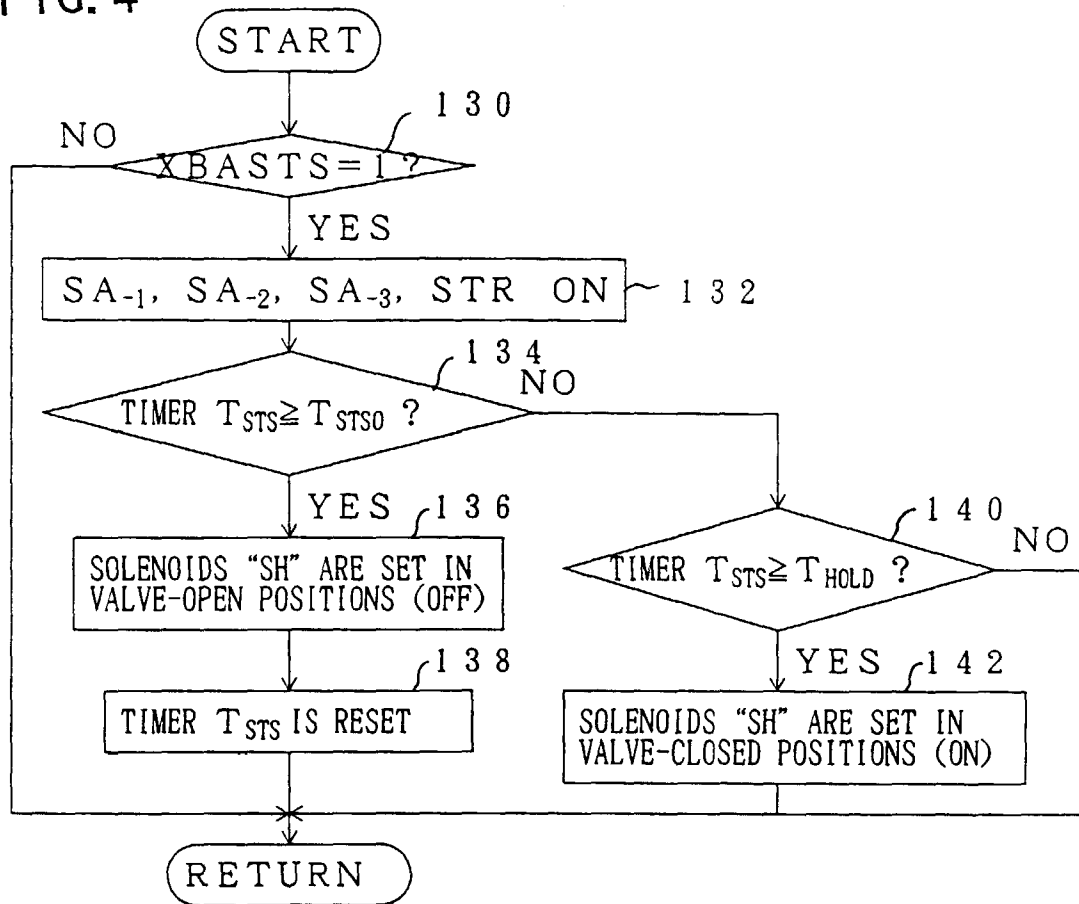 FIG. 4
START
130
NO
XBASTS=1?
YES
SA-1, SA-2, SA-3, STR ON
132
134
NO
TIMER TSTS≧TSTS0 ?
YES
136
140
NO
SOLENOIDS "SH" ARE SET IN
VALVE-OPEN POSITIONS (OFF)
TIMER TSTS≧THOLD ?
138
YES
142
TIMER TSTS IS RESET
SOLENOIDS "SH" ARE SET IN
VALVE-CLOSED POSITIONS (ON)
RETURN